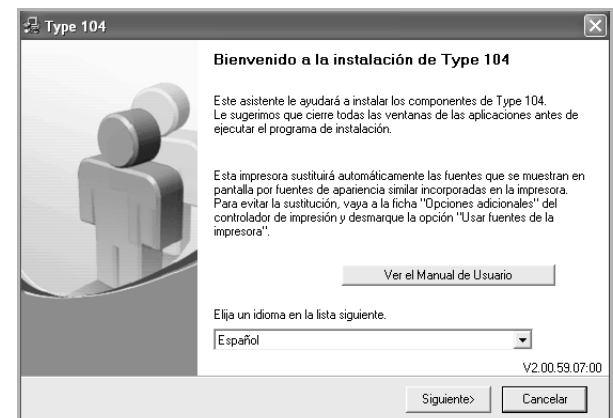 Type 104
Bienvenido a la instalación de Type 104
Este asistente le ayudará a instalar los componentes de Type 104.
Le sugerimos que cierre todas las ventanas de las aplicaciones antes de
ejecutar el programa de instalación.
Esta impresora sustituirá automáticamente las fuentes que se muestran en
pantalla por fuentes de apariencia similar incorporadas en la impresora.
Para evitar la sustitución, vaya a la ficha "Opciones adicionales" del
controlador de impresión y desmarque la opción "Usar fuentes de la
impresora".
Ver el Manual de Usuario
Elija un idioma en la lista siguiente.
Español
V2.00.59.07:00
Siguiente> Cancelar